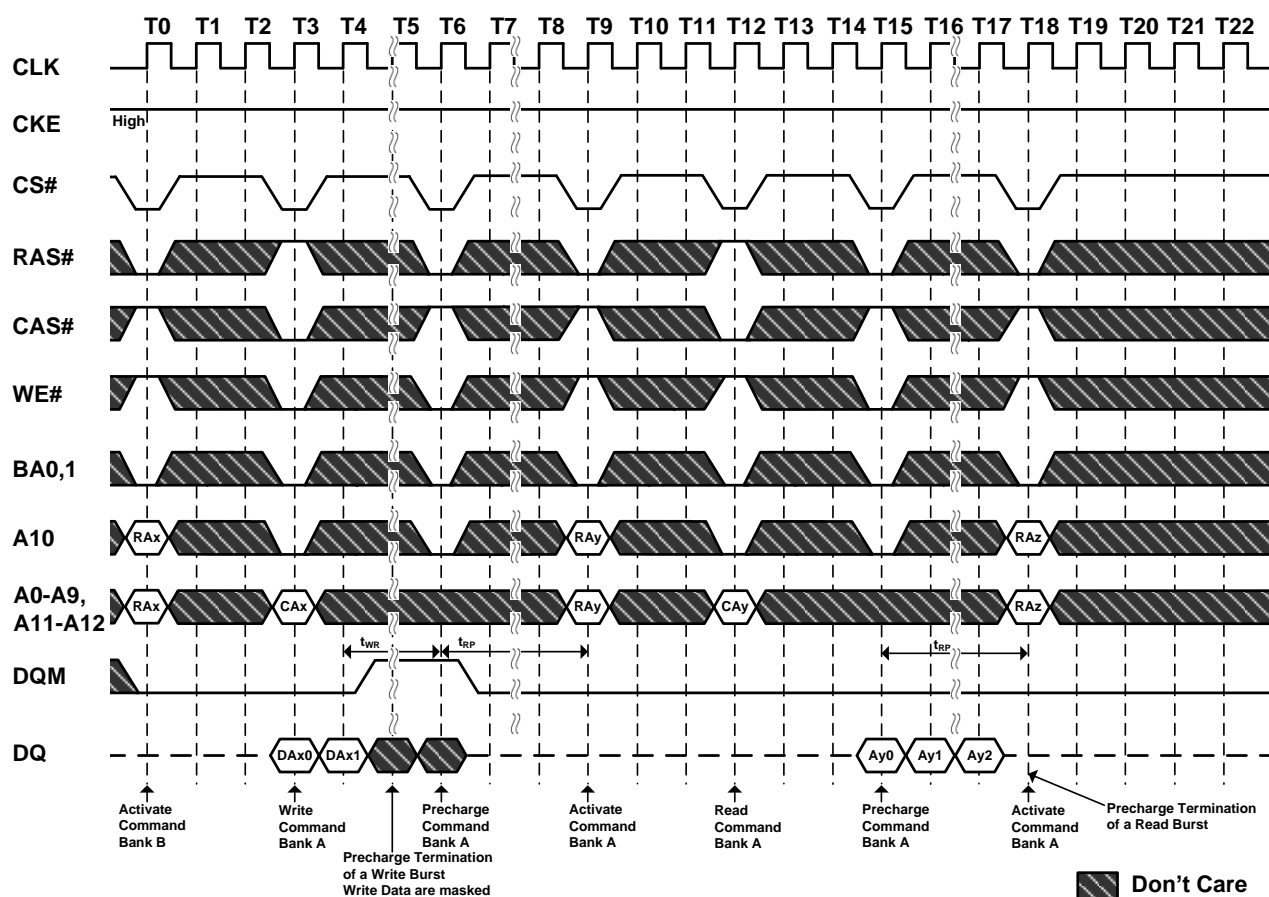 T0 T1 T2 T3 T4 T5 T6 T7 T8 T9 T10 T11 T12 T13 T14 T15 T16 T17 T18 T19 T20 T21 T22
CLK
CKE
High
CS#
RAS#
CAS#
WE#
BA0,1
A10
RAx RAy RAz
A0-A9,
A11-A12
RAx CAx RAy CAy RAz
tWR tRP tRP
DQM
DQ
DAx0 DAx1 Ay0 Ay1 Ay2
Activate
Command
Bank B
Write
Command
Bank A
Precharge Termination
of a Write Burst
Write Data are masked
Precharge
Command
Bank A
Activate
Command
Bank A
Read
Command
Bank A
Precharge
Command
Bank A
Activate
Command
Bank A
Precharge Termination
of a Read Burst
Don't Care